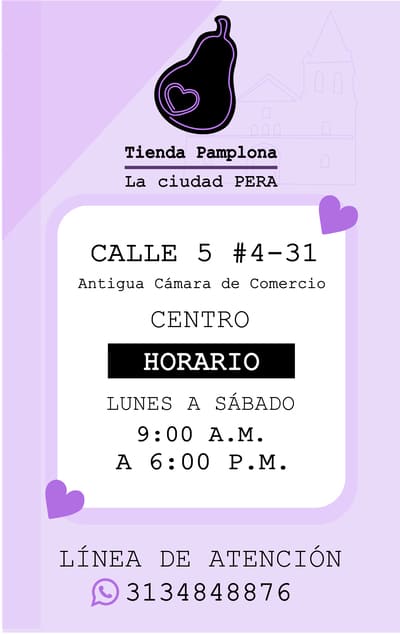 Tienda Pamplona
La ciudad PERA
CALLE 5 #4-31
Antigua Cámara de Comercio
CENTRO
HORARIO
LUNES A SÁBADO
9:00 A.M.
A 6:00 P.M.
LÍNEA DE ATENCIÓN
3134848876